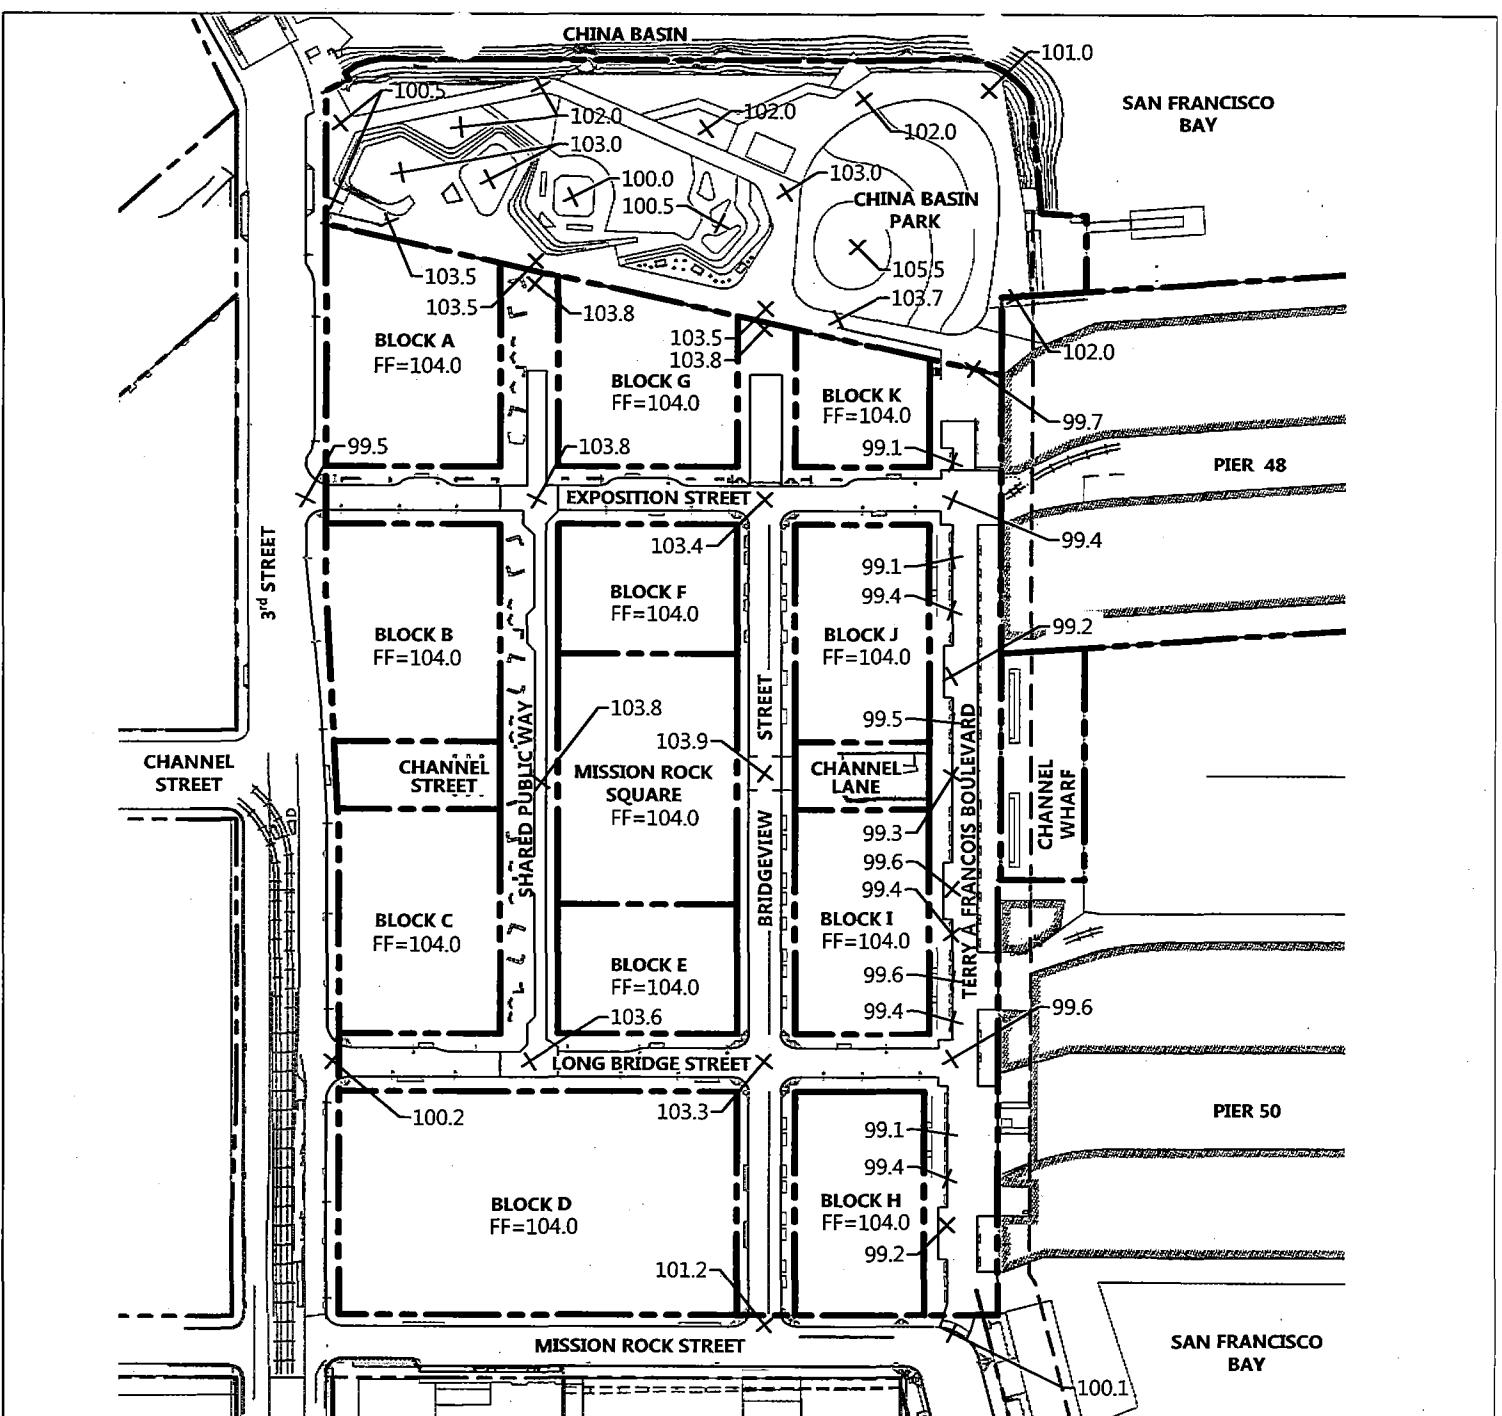 CHINA BASIN
101.0
SAN FRANCISCO
BAY
100.5
102.0
102.0
102.0
103.0
100.0
103.0
100.5
CHINA BASIN
PARK
103.5
105.5
103.5
103.8
103.7
103.5
103.8
102.0
BLOCK A
FF=104.0
BLOCK G
FF=104.0
BLOCK K
FF=104.0
99.7
99.5
103.8
99.1
PIER 48
EXPOSITION STREET
103.4
99.4
3rd STREET
99.1
99.4
BLOCK F
FF=104.0
BLOCK B
FF=104.0
BLOCK J
FF=104.0
99.2
103.8
99.5
103.9
STREET
CHANNEL
STREET
CHANNEL
STREET
SHARED PUBLIC WAY
MISSION ROCK
SQUARE
FF=104.0
CHANNEL
LANE
CHANNEL
WHARF
99.3
99.6
99.4
BRIDGEVIEW
TERRY A FRANCOIS BOULEVARD
BLOCK C
FF=104.0
BLOCK I
FF=104.0
BLOCK E
FF=104.0
99.6
99.4
99.6
103.6
LONG BRIDGE STREET
100.2
103.3
PIER 50
99.1
99.4
BLOCK D
FF=104.0
BLOCK H
FF=104.0
99.2
101.2
MISSION ROCK STREET
SAN FRANCISCO
BAY
100.1